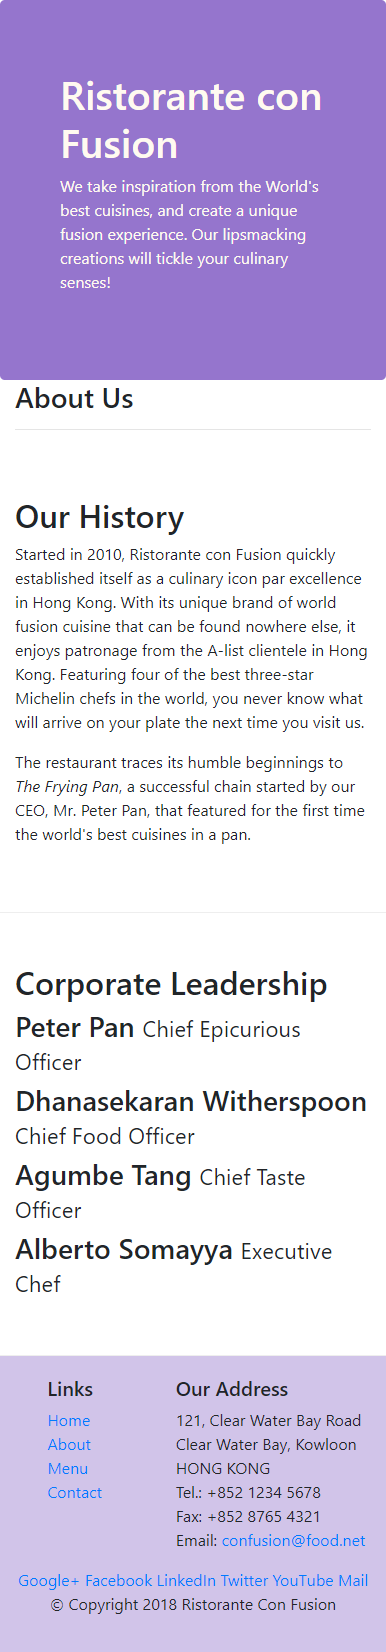 Ristorante con
Fusion
We take inspiration from the World's
best cuisines, and create a unique
fusion experience. Our lipsmacking
creations will tickle your culinary
senses!
About Us
Our History
Started in 2010, Ristorante con Fusion quickly
established itself as a culinary icon par excellence
in Hong Kong. With its unique brand of world
fusion cuisine that can be found nowhere else, it
enjoys patronage from the A-list clientele in Hong
Kong. Featuring four of the best three-star
Michelin chefs in the world, you never know what
will arrive on your plate the next time you visit us.
The restaurant traces its humble beginnings to
The Frying Pan, a successful chain started by our
CEO, Mr. Peter Pan, that featured for the first time
the world's best cuisines in a pan.
Corporate Leadership
Peter Pan Chief Epicurious
Officer
Dhanasekaran Witherspoon
Chief Food Officer
Agumbe Tang Chief Taste
Officer
Alberto Somayya Executive
Chef
Links
Home
About
Menu
Contact
Our Address
121, Clear Water Bay Road
Clear Water Bay, Kowloon
HONG KONG
Tel.: +852 1234 5678
Fax: +852 8765 4321
Email: confusion@food.net
Google+ Facebook LinkedIn Twitter YouTube Mail
© Copyright 2018 Ristorante Con Fusion